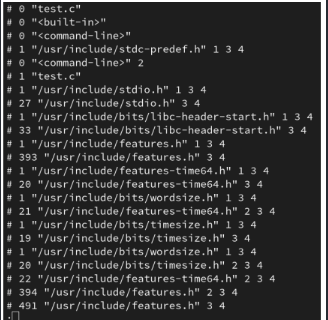 # 0 "test.c"
# 0 "<built-in>"
# 0 "<command-line>"
# 1 "/usr/include/stdc-predef.h" 1 3 4
# 0 "<command-line>" 2
# 1 "test.c"
# 1 "/usr/include/stdio.h" 1 3 4
# 27 "/usr/include/stdio.h" 3 4
# 1 "/usr/include/bits/libc-header-start.h" 1 3 4
# 33 "/usr/include/bits/libc-header-start.h" 3 4
# 1 "/usr/include/features.h" 1 3 4
# 393 "/usr/include/features.h" 3 4
# 1 "/usr/include/features-time64.h" 1 3 4
# 20 "/usr/include/features-time64.h" 3 4
# 1 "/usr/include/bits/wordsize.h" 1 3 4
# 21 "/usr/include/features-time64.h" 2 3 4
# 1 "/usr/include/bits/timesize.h" 1 3 4
# 19 "/usr/include/bits/timesize.h" 3 4
# 1 "/usr/include/bits/wordsize.h" 1 3 4
# 20 "/usr/include/bits/timesize.h" 2 3 4
# 22 "/usr/include/features-time64.h" 2 3 4
# 394 "/usr/include/features.h" 2 3 4
# 491 "/usr/include/features.h" 3 4
: